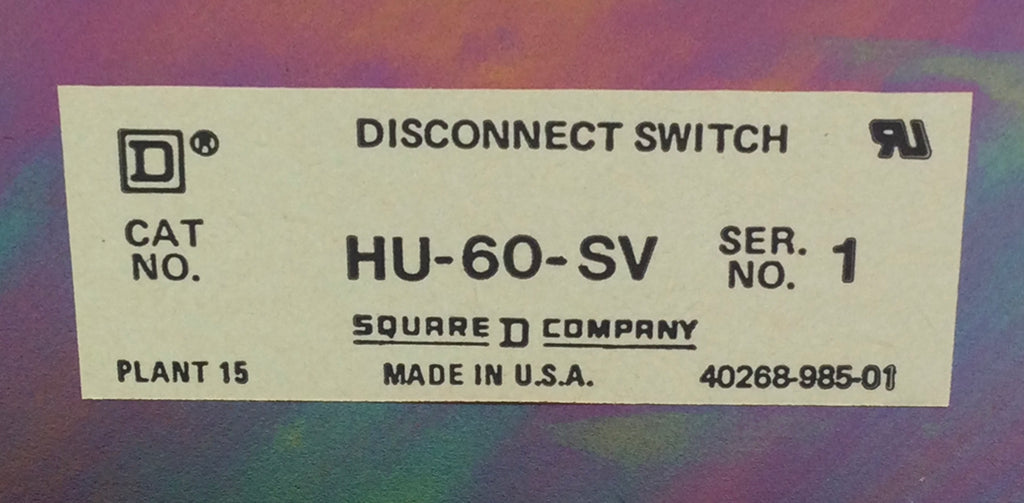 D ® DISCONNECT SWITCH RU
CAT NO. HU-60-SV SER. NO. 1
SQUARE D COMPANY
PLANT 15 MADE IN U.S.A. 40268-985-01